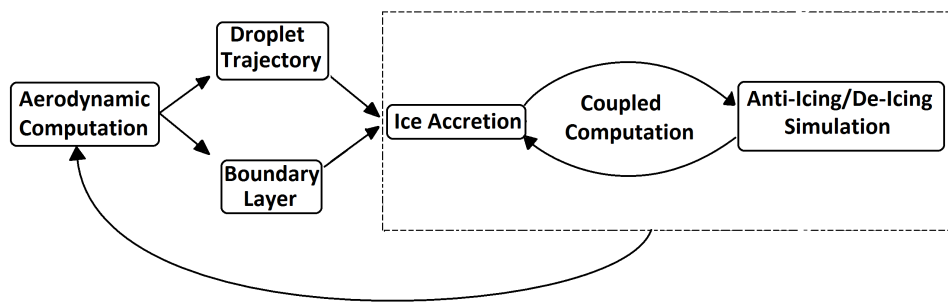 Aerodynamic
Computation
Droplet
Trajectory
Boundary
Layer
Ice Accretion
Coupled
Computation
Anti-Icing/De-Icing
Simulation